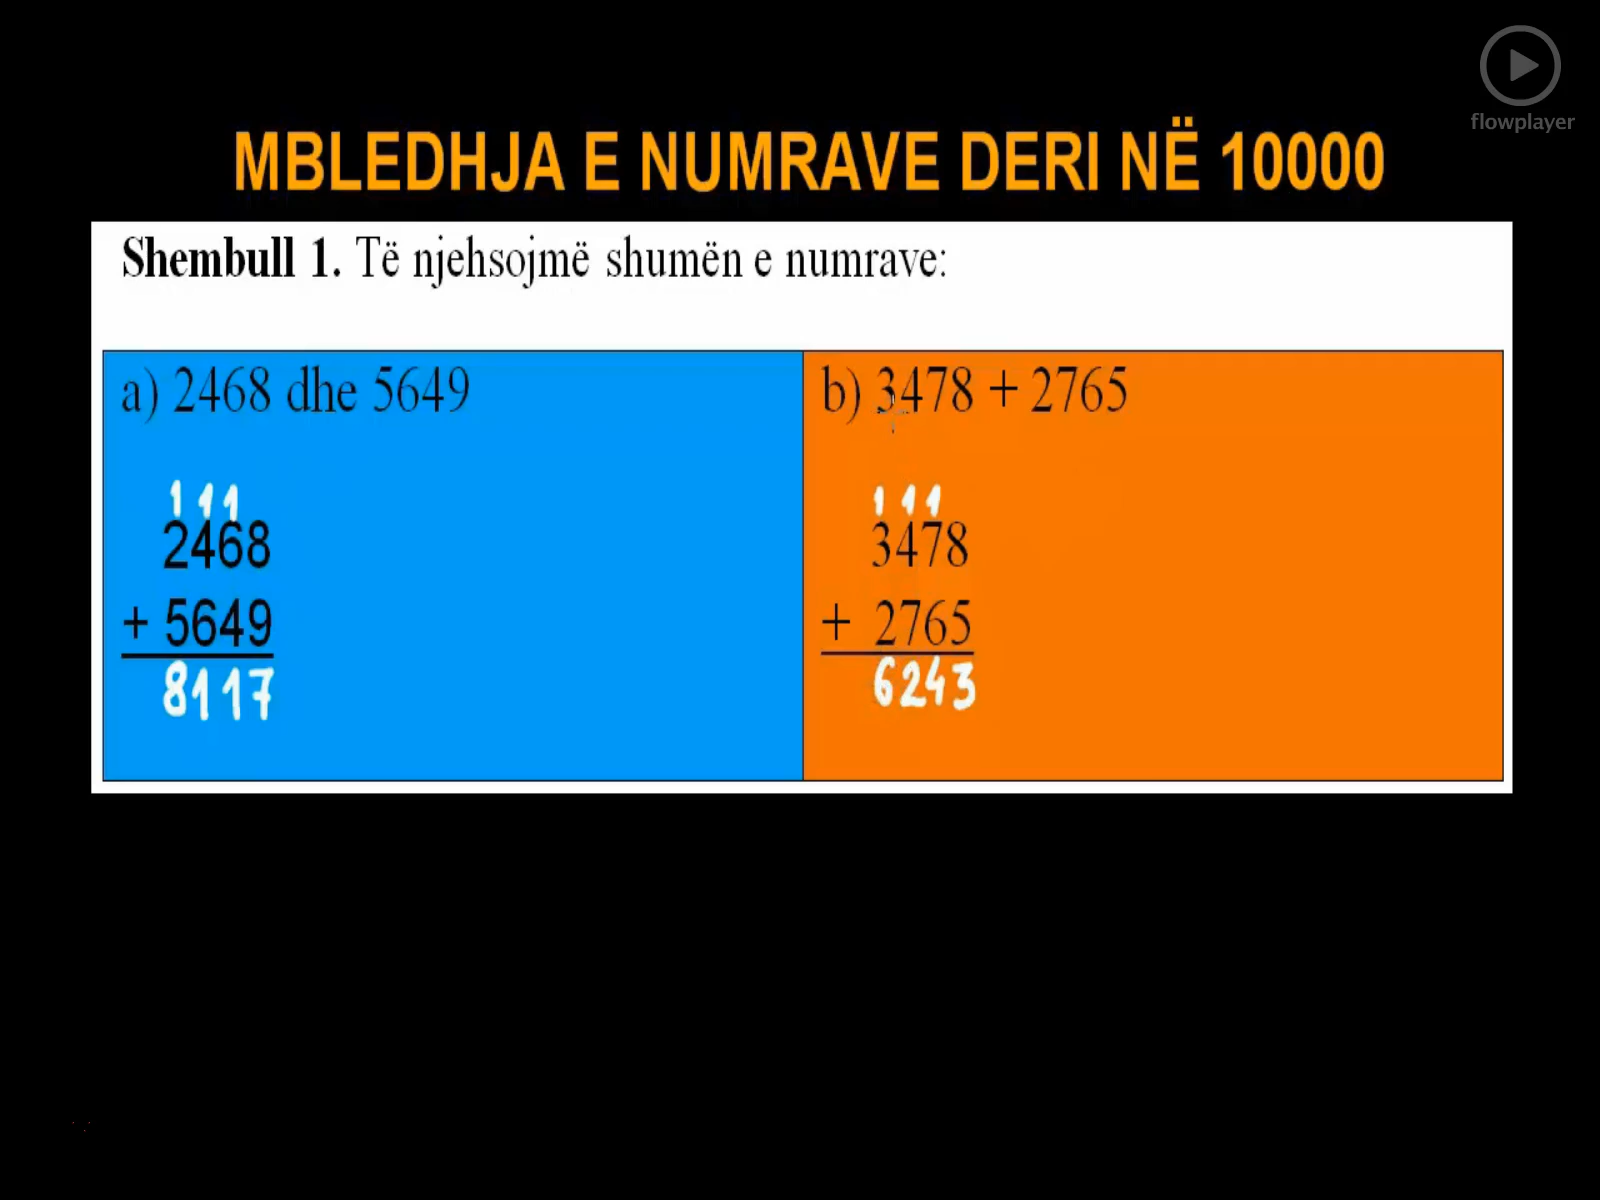 flowplayer
MBLEDHJA E NUMRAVE DERI NË 10000
Shembull 1. Të njehsojmë shumën e numrave:
a) 2468 dhe 5649
111
2468
+ 5649
8117
b) 3478 + 2765
111
3478
+ 2765
6243